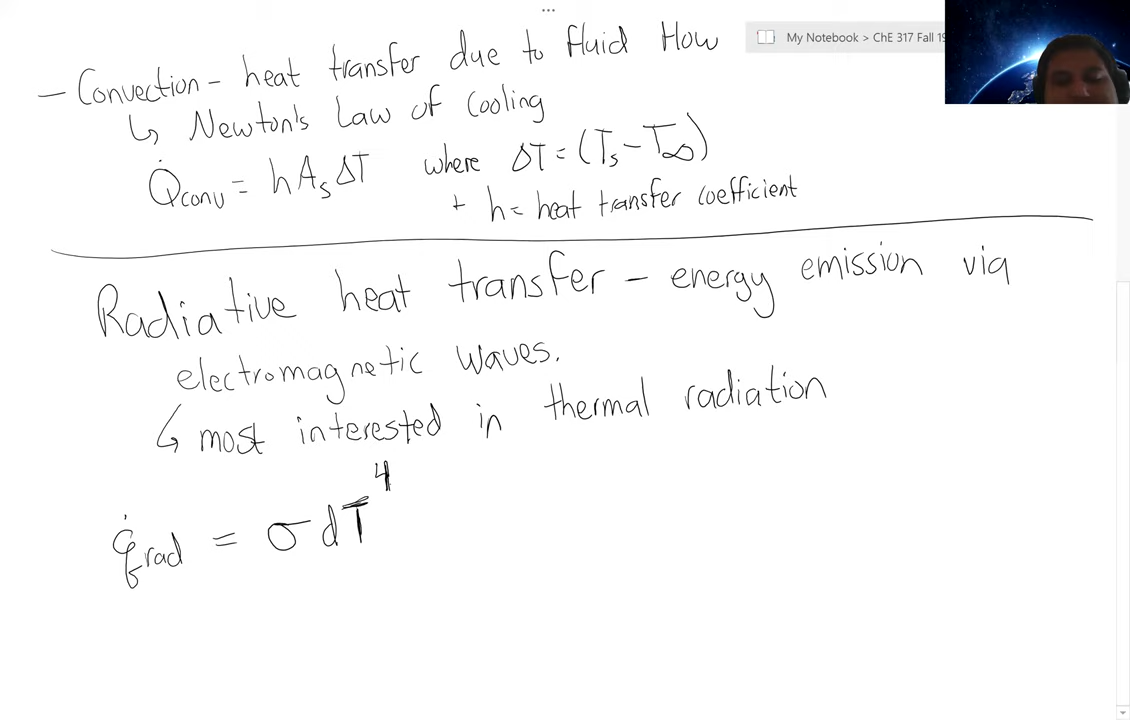 ...
My Notebook > ChE 317 Fall 19
– Convection – heat transfer due to fluid flow
↳ Newton's Law of Cooling
Q̇conv = hAsΔT where ΔT = (Ts – T∞)
+ h = heat transfer coefficient
Radiative heat transfer – energy emission via
electromagnetic waves.
↳ most interested in thermal radiation
q̇rad = σ dT⁴